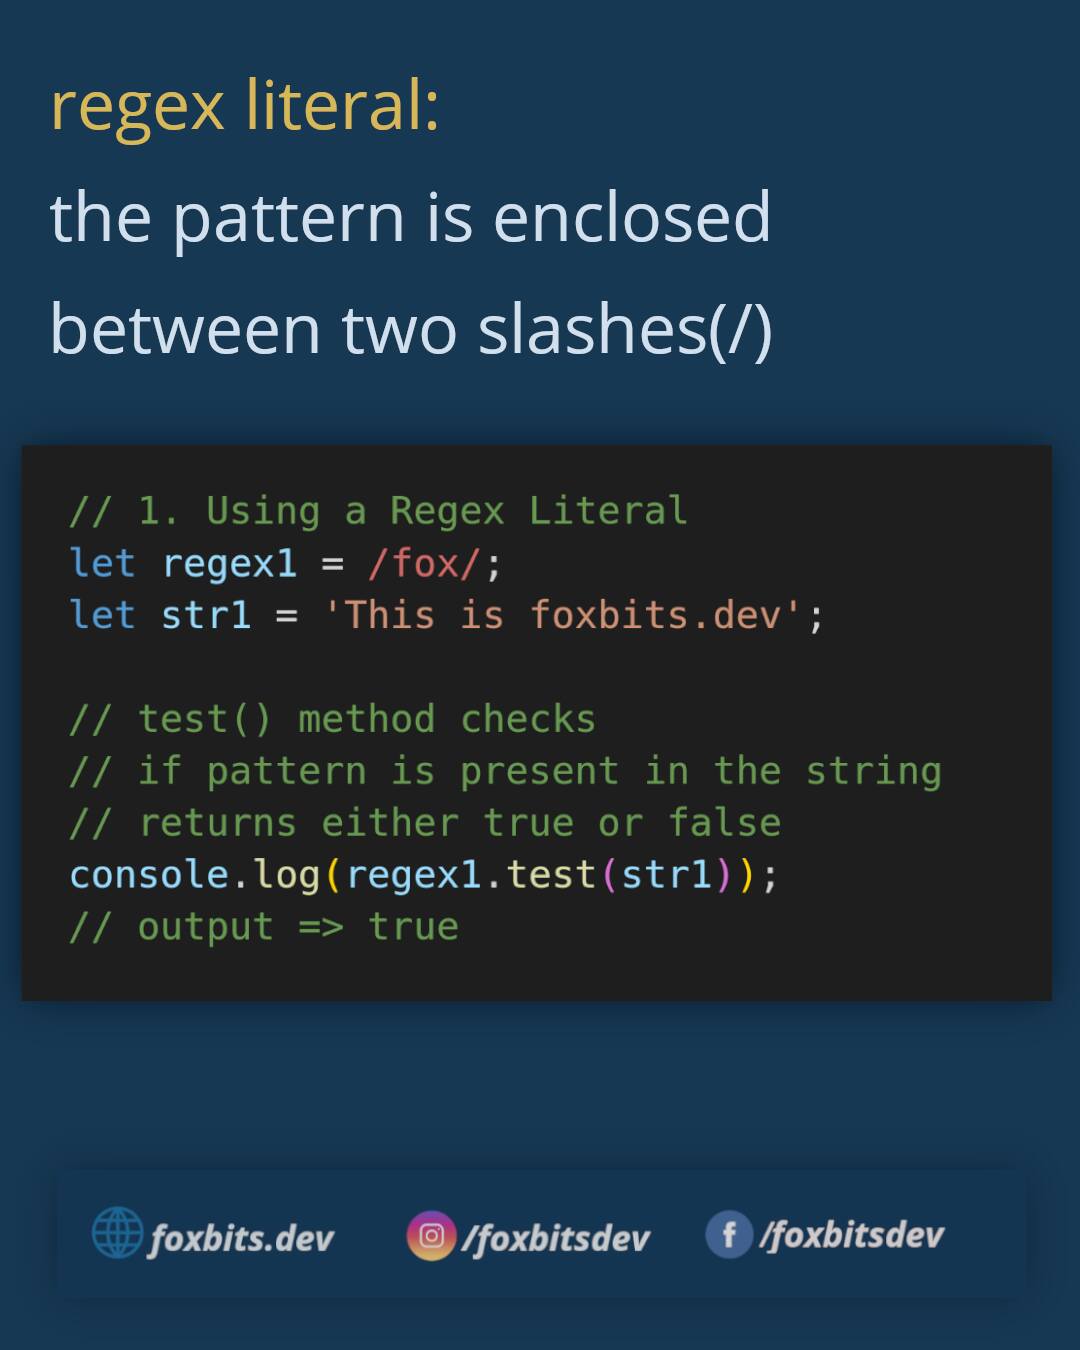 regex literal:
the pattern is enclosed
between two slashes(/)
// 1. Using a Regex Literal
let regex1 = /fox/;
let str1 = 'This is foxbits.dev';
// test() method checks
// if pattern is present in the string
// returns either true or false
console.log(regex1.test(str1));
// output => true
foxbits.dev /foxbitsdev /foxbitsdev